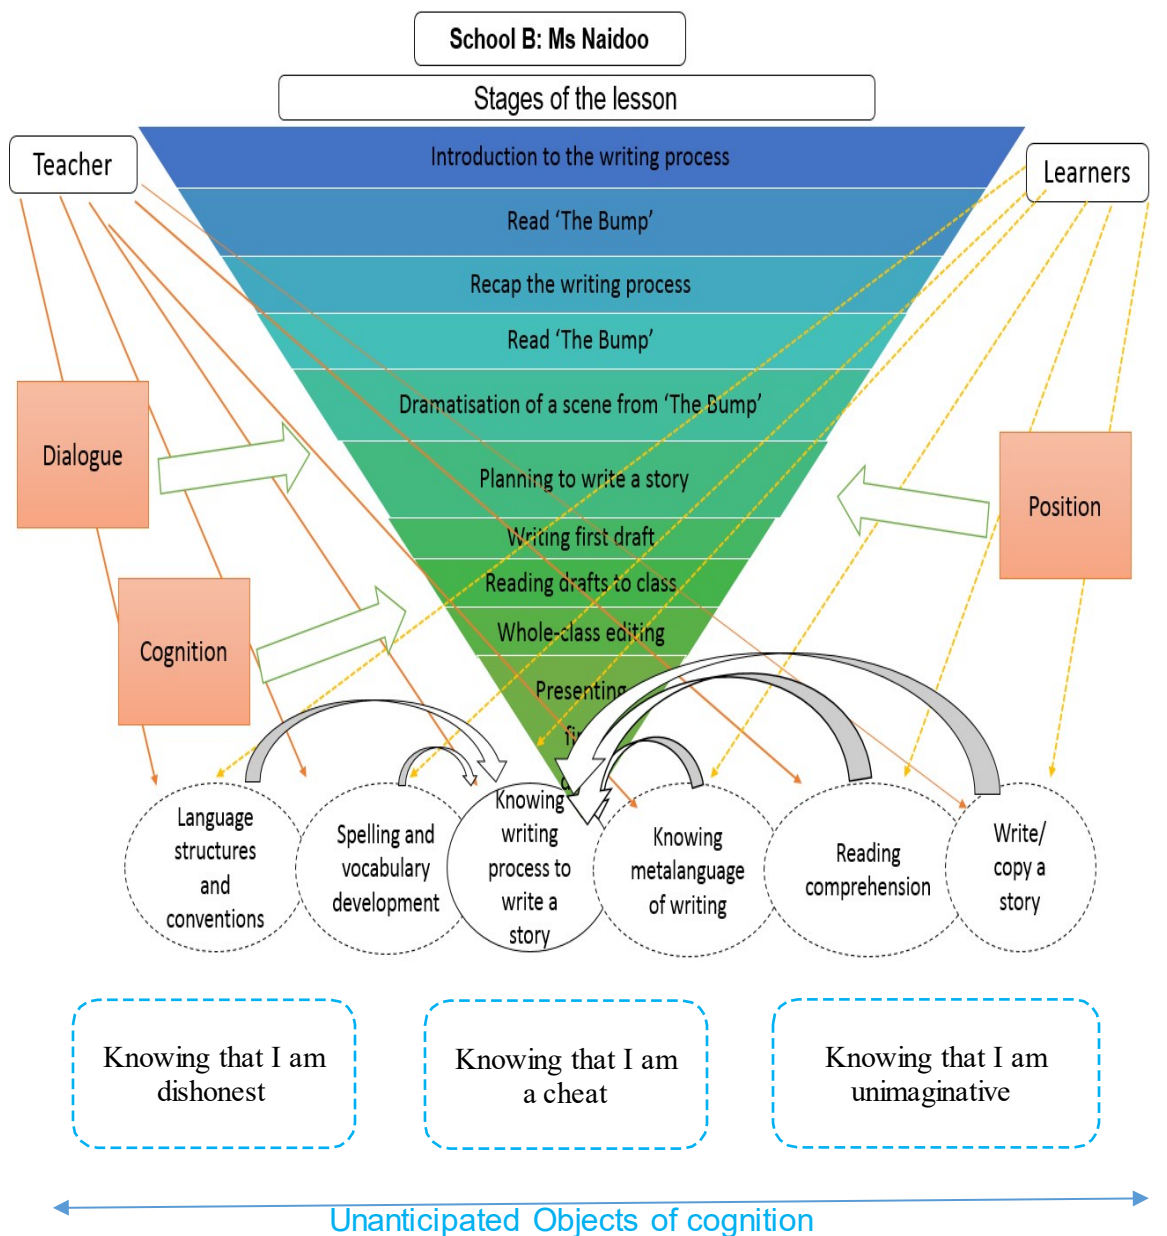 School B: Ms Naidoo
Stages of the lesson
Teacher
Learners
Introduction to the writing process
Read ‘The Bump’
Recap the writing process
Read ‘The Bump’
Dramatisation of a scene from ‘The Bump’
Planning to write a story
Writing first draft
Reading drafts to class
Whole-class editing
Presenting
Dialogue
Cognition
Position
Language
structures
and
conventions
Spelling and
vocabulary
development
Knowing
writing
process to
write a
story
Knowing
metalanguage
of writing
Reading
comprehension
Write/
copy a
story
Knowing that I am
dishonest
Knowing that I am
a cheat
Knowing that I am
unimaginative
Unanticipated Objects of cognition